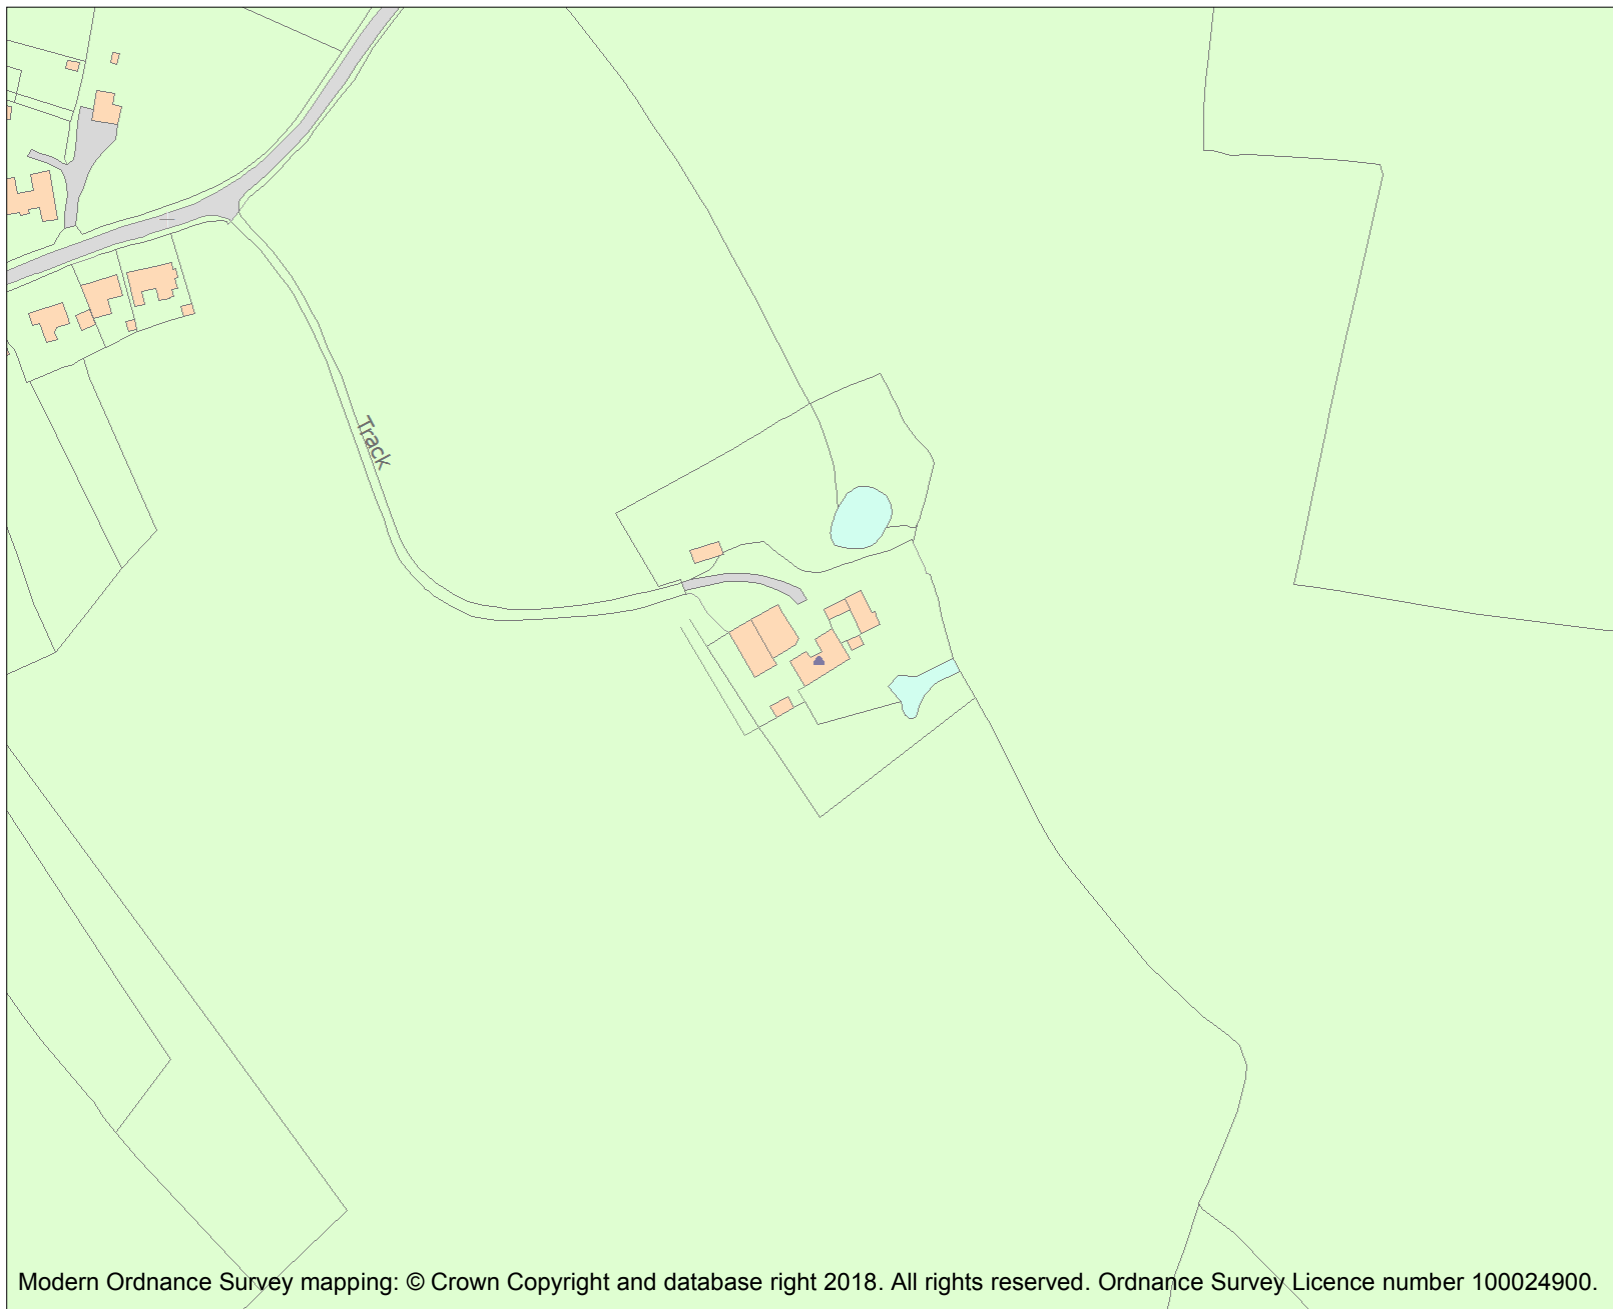 Track
Modern Ordnance Survey mapping: © Crown Copyright and database right 2018. All rights reserved. Ordnance Survey Licence number 100024900.